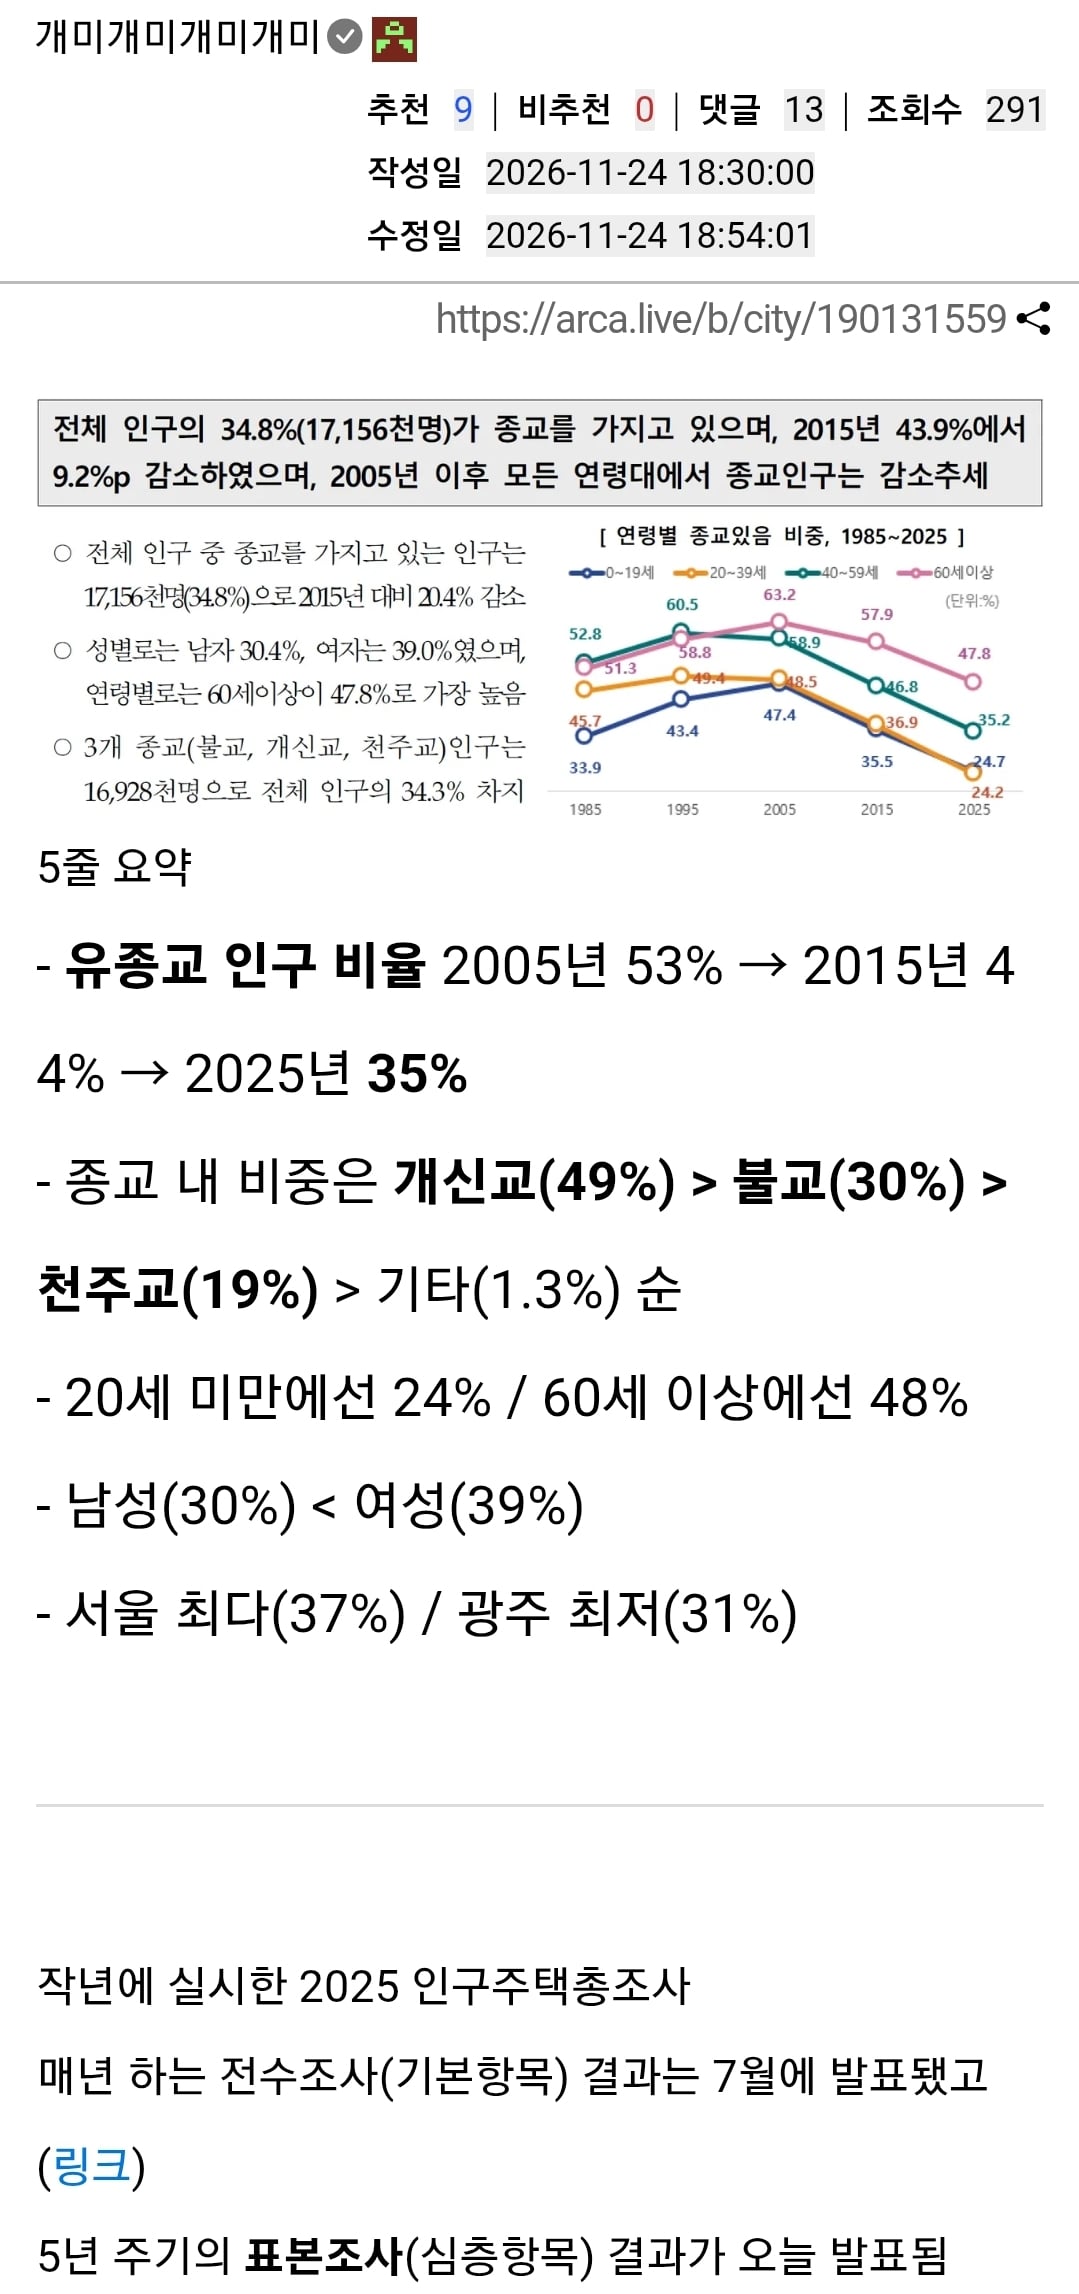 개미개미개미개미
추천 9 | 비추천 0 | 댓글 13 | 조회수 291
작성일 2026-11-24 18:30:00
수정일 2026-11-24 18:54:01
https://arca.live/b/city/190131559
전체 인구의 34.8%(17,156천명)가 종교를 가지고 있으며, 2015년 43.9%에서
9.2%p 감소하였으며, 2005년 이후 모든 연령대에서 종교인구는 감소추세
○ 전체 인구 중 종교를 가지고 있는 인구는
17,156천명(34.8%)으로 2015년 대비 20.4% 감소
○ 성별로는 남자 30.4%, 여자는 39.0%였으며,
연령별로는 60세이상이 47.8%로 가장 높음
○ 3개 종교(불교, 개신교, 천주교)인구는
16,928천명으로 전체 인구의 34.3% 차지
[ 연령별 종교있음 비중, 1985~2025 ]
0~19세 20~39세 40~59세 60세이상
(단위:%)
52.8 60.5 63.2 57.9 47.8
51.3 58.8 58.9 46.8 35.2
45.7 49.4 48.5 36.9 24.7
33.9 43.4 47.4 35.5 24.2
1985 1995 2005 2015 2025
5줄 요약
- 유종교 인구 비율 2005년 53% → 2015년 4
4% → 2025년 35%
- 종교 내 비중은 개신교(49%) > 불교(30%) >
천주교(19%) > 기타(1.3%) 순
- 20세 미만에선 24% / 60세 이상에선 48%
- 남성(30%) < 여성(39%)
- 서울 최다(37%) / 광주 최저(31%)
작년에 실시한 2025 인구주택총조사
매년 하는 전수조사(기본항목) 결과는 7월에 발표됐고
(링크)
5년 주기의 표본조사(심층항목) 결과가 오늘 발표됨